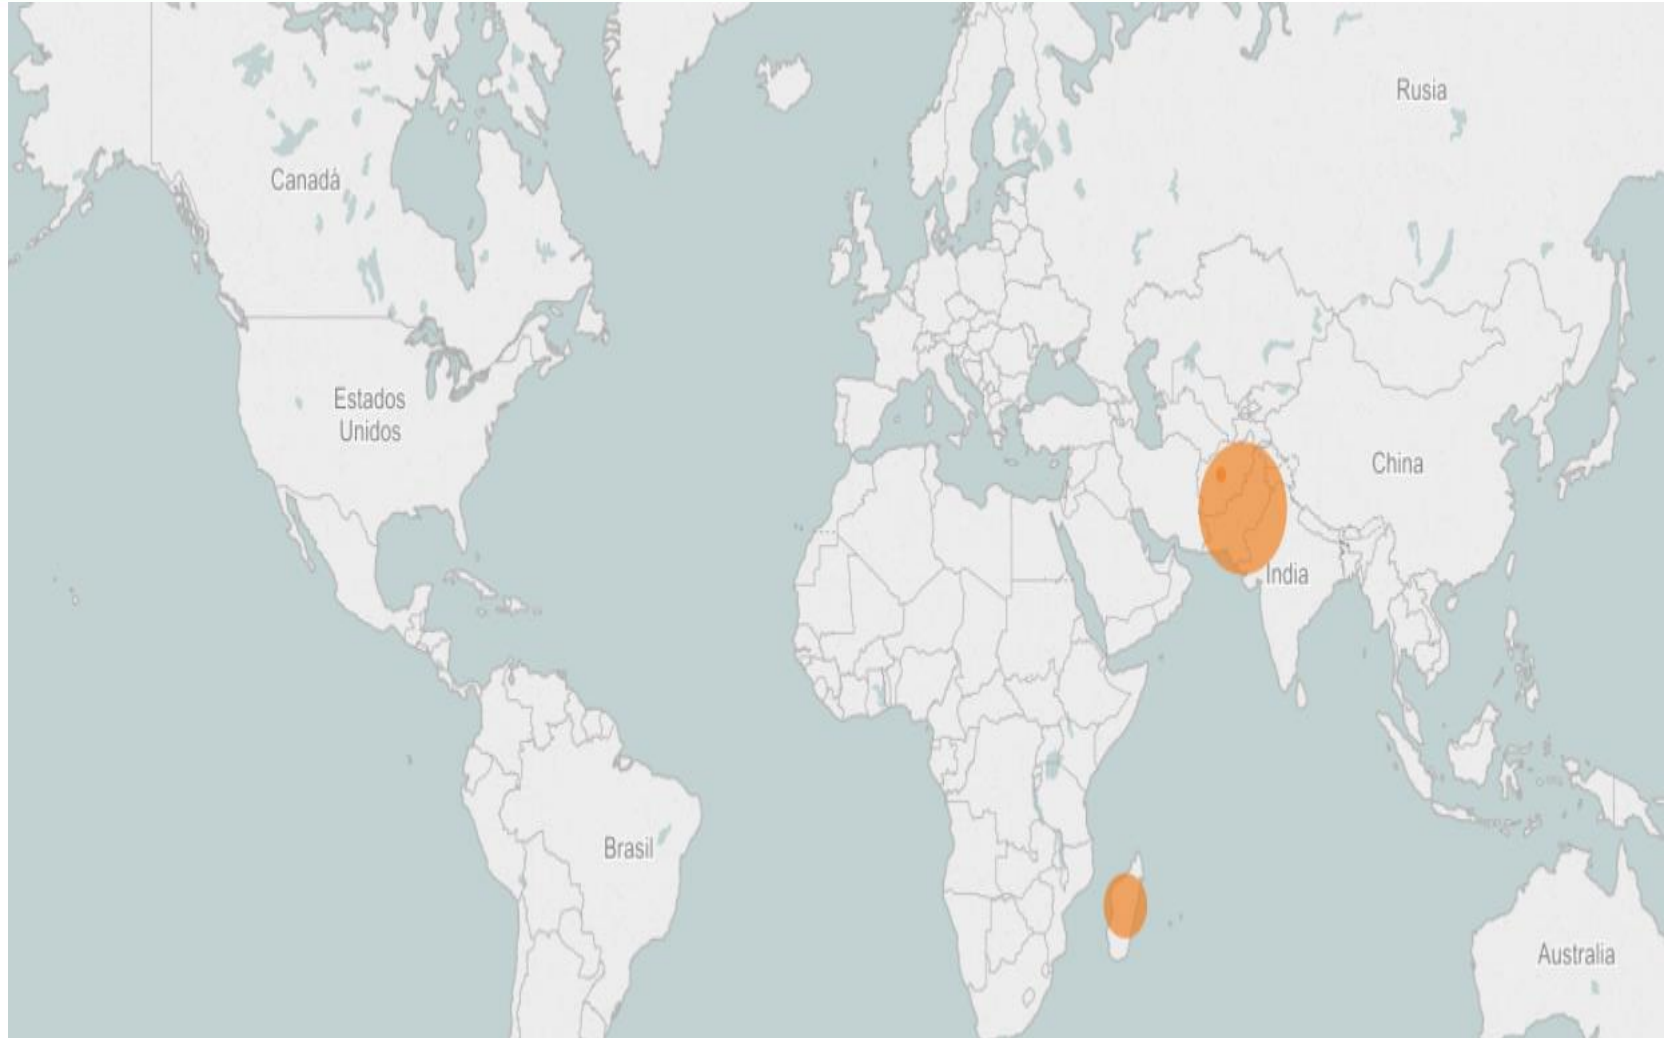 Rusia
Canadá
Estados
Unidos
China
India
Brasil
Australia